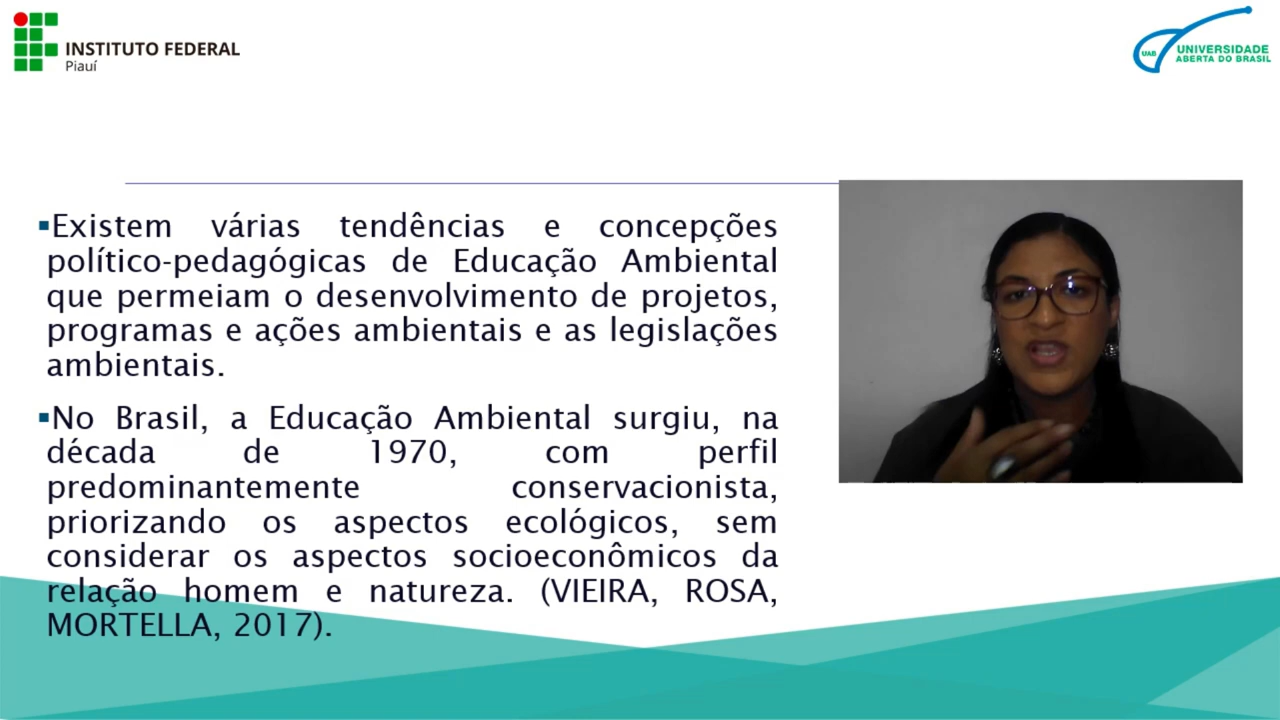 INSTITUTO FEDERAL
Piauí
UAB
UNIVERSIDADE
ABERTA DO BRASIL
▪Existem várias tendências e concepções
político-pedagógicas de Educação Ambiental
que permeiam o desenvolvimento de projetos,
programas e ações ambientais e as legislações
ambientais.
▪No Brasil, a Educação Ambiental surgiu, na
década de 1970, com perfil
predominantemente conservacionista,
priorizando os aspectos ecológicos, sem
considerar os aspectos socioeconômicos da
relação homem e natureza. (VIEIRA, ROSA,
MORTELLA, 2017).